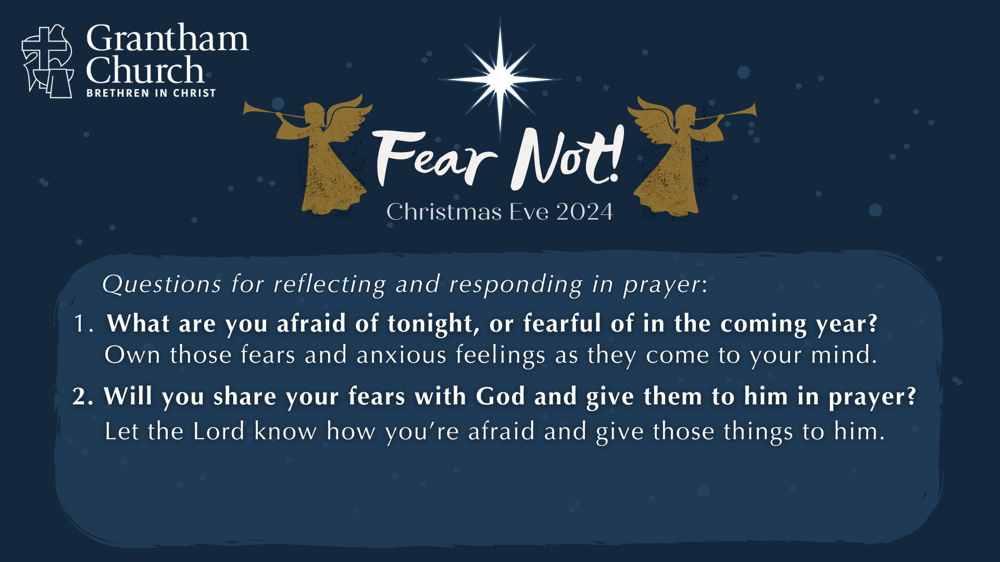 Grantham
Church
BRETHREN IN CHRIST
Fear Not!
Christmas Eve 2024
Questions for reflecting and responding in prayer:
1. What are you afraid of tonight, or fearful of in the coming year?
Own those fears and anxious feelings as they come to your mind.
2. Will you share your fears with God and give them to him in prayer?
Let the Lord know how you’re afraid and give those things to him.